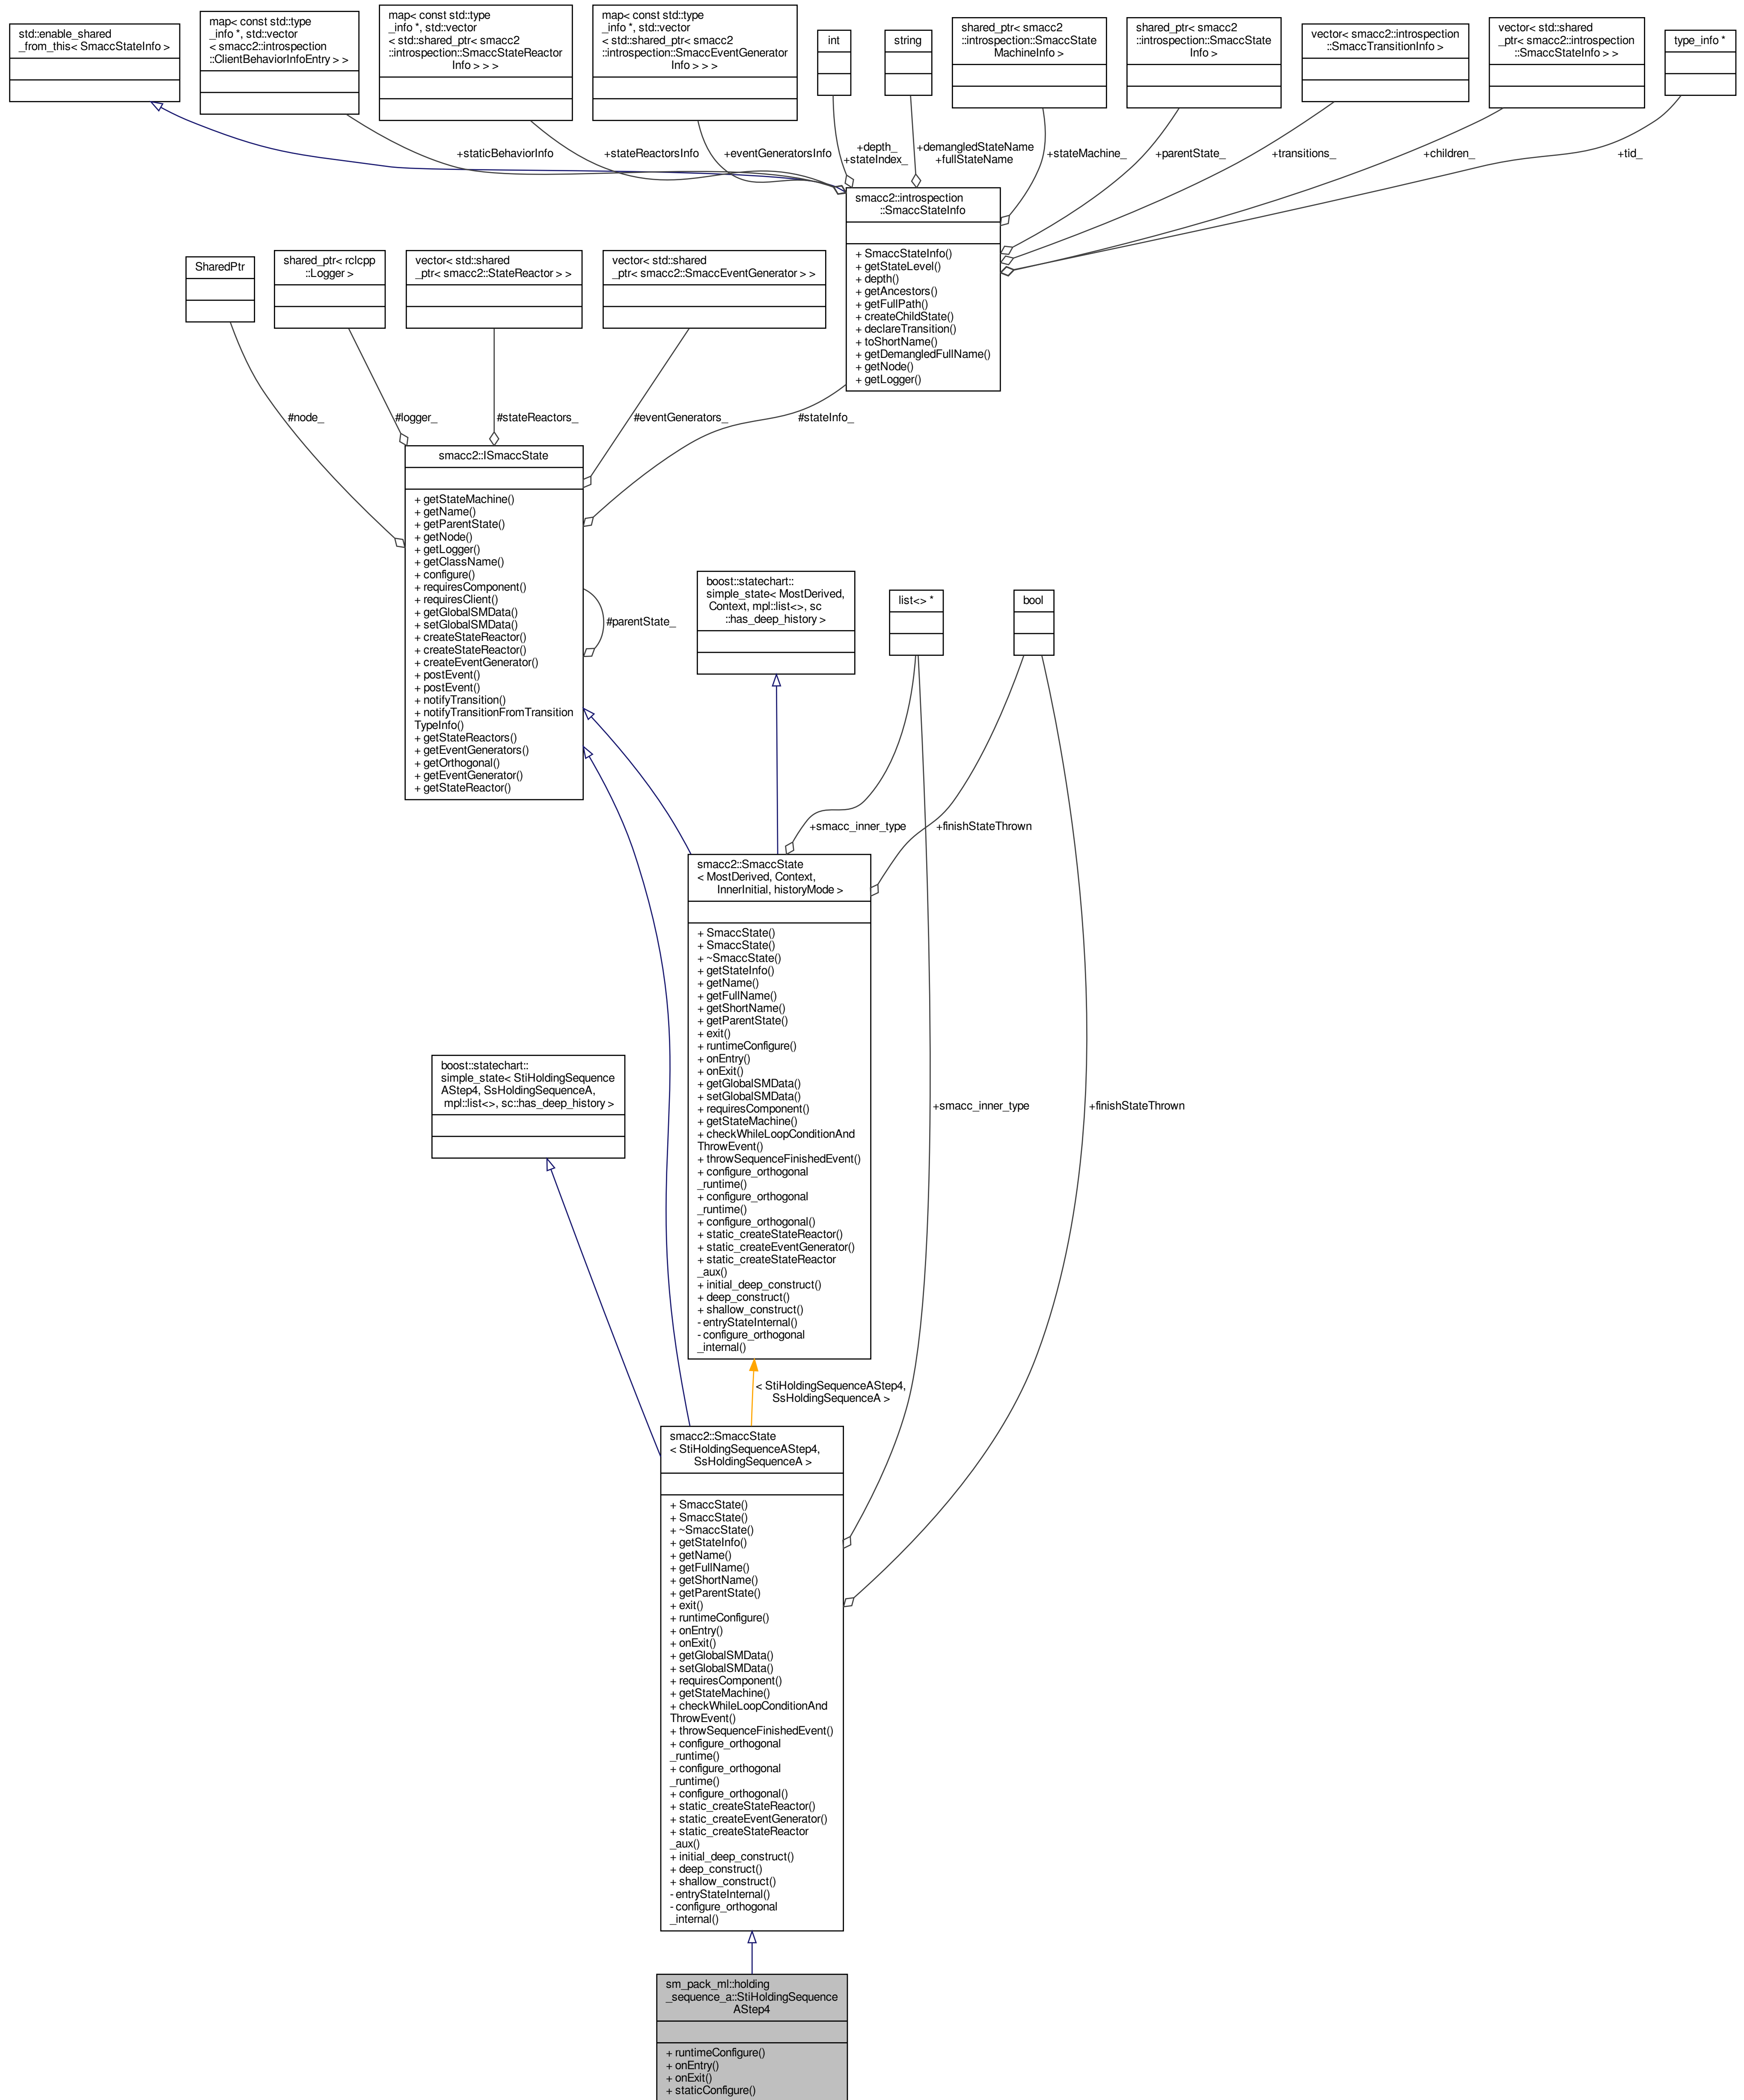 std::enable_shared
_from_this< SmaccStateInfo >
map< const std::type
_info *, std::vector
< smacc2::introspection
::ClientBehaviorInfoEntry > >
map< const std::type
_info *, std::vector
< std::shared_ptr< smacc2
::introspection::SmaccStateReactor
Info > > >
map< const std::type
_info *, std::vector
< std::shared_ptr< smacc2
::introspection::SmaccEventGenerator
Info > > >
int
string
shared_ptr< smacc2
::introspection::SmaccState
MachineInfo >
shared_ptr< smacc2
::introspection::SmaccState
Info >
vector< smacc2::introspection
::SmaccTransitionInfo >
vector< std::shared
_ptr< smacc2::introspection
::SmaccStateInfo > >
type_info *
+staticBehaviorInfo
+stateReactorsInfo
+eventGeneratorsInfo
+depth_
+stateIndex_
+demangledStateName
+fullStateName
+stateMachine_
+parentState_
+transitions_
+children_
+tid_
smacc2::introspection
::SmaccStateInfo
+ SmaccStateInfo()
+ getStateLevel()
+ depth()
+ getAncestors()
+ getFullPath()
+ createChildState()
+ declareTransition()
+ toShortName()
+ getDemangledFullName()
+ getNode()
+ getLogger()
SharedPtr
shared_ptr< rclcpp
::Logger >
vector< std::shared
_ptr< smacc2::StateReactor > >
vector< std::shared
_ptr< smacc2::SmaccEventGenerator > >
#node_
#logger_
#stateReactors_
#eventGenerators_
#stateInfo_
smacc2::ISmaccState
+ getStateMachine()
+ getName()
+ getParentState()
+ getNode()
+ getLogger()
+ getClassName()
+ configure()
+ requiresComponent()
+ requiresClient()
+ getGlobalSMData()
+ setGlobalSMData()
+ createStateReactor()
+ createStateReactor()
+ createEventGenerator()
+ postEvent()
+ postEvent()
+ notifyTransition()
+ notifyTransitionFromTransition
TypeInfo()
+ getStateReactors()
+ getEventGenerators()
+ getOrthogonal()
+ getEventGenerator()
+ getStateReactor()
#parentState_
boost::statechart::
simple_state< MostDerived,
Context, mpl::list<>, sc
::has_deep_history >
list<> *
bool
+smacc_inner_type
+finishStateThrown
smacc2::SmaccState
< MostDerived, Context,
InnerInitial, historyMode >
+ SmaccState()
+ SmaccState()
+ ~SmaccState()
+ getStateInfo()
+ getName()
+ getFullName()
+ getShortName()
+ getParentState()
+ exit()
+ runtimeConfigure()
+ onEntry()
+ onExit()
+ getGlobalSMData()
+ setGlobalSMData()
+ requiresComponent()
+ getStateMachine()
+ checkWhileLoopConditionAnd
ThrowEvent()
+ throwSequenceFinishedEvent()
+ configure_orthogonal
_runtime()
+ configure_orthogonal
_runtime()
+ configure_orthogonal()
+ static_createStateReactor()
+ static_createEventGenerator()
+ static_createStateReactor
_aux()
+ initial_deep_construct()
+ deep_construct()
+ shallow_construct()
- entryStateInternal()
- configure_orthogonal
_internal()
boost::statechart::
simple_state< StiHoldingSequence
AStep4, SsHoldingSequenceA,
mpl::list<>, sc::has_deep_history >
+smacc_inner_type
+finishStateThrown
< StiHoldingSequenceAStep4,
SsHoldingSequenceA >
smacc2::SmaccState
< StiHoldingSequenceAStep4,
SsHoldingSequenceA >
+ SmaccState()
+ SmaccState()
+ ~SmaccState()
+ getStateInfo()
+ getName()
+ getFullName()
+ getShortName()
+ getParentState()
+ exit()
+ runtimeConfigure()
+ onEntry()
+ onExit()
+ getGlobalSMData()
+ setGlobalSMData()
+ requiresComponent()
+ getStateMachine()
+ checkWhileLoopConditionAnd
ThrowEvent()
+ throwSequenceFinishedEvent()
+ configure_orthogonal
_runtime()
+ configure_orthogonal
_runtime()
+ configure_orthogonal()
+ static_createStateReactor()
+ static_createEventGenerator()
+ static_createStateReactor
_aux()
+ initial_deep_construct()
+ deep_construct()
+ shallow_construct()
- entryStateInternal()
- configure_orthogonal
_internal()
sm_pack_ml::holding
_sequence_a::StiHoldingSequence
AStep4
+ runtimeConfigure()
+ onEntry()
+ onExit()
+ staticConfigure()